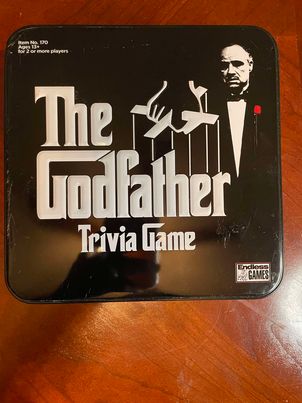 Item No. 170
Ages 13+
for 2 or more players
The
Godfather
Trivia Game
Endless
GAMES